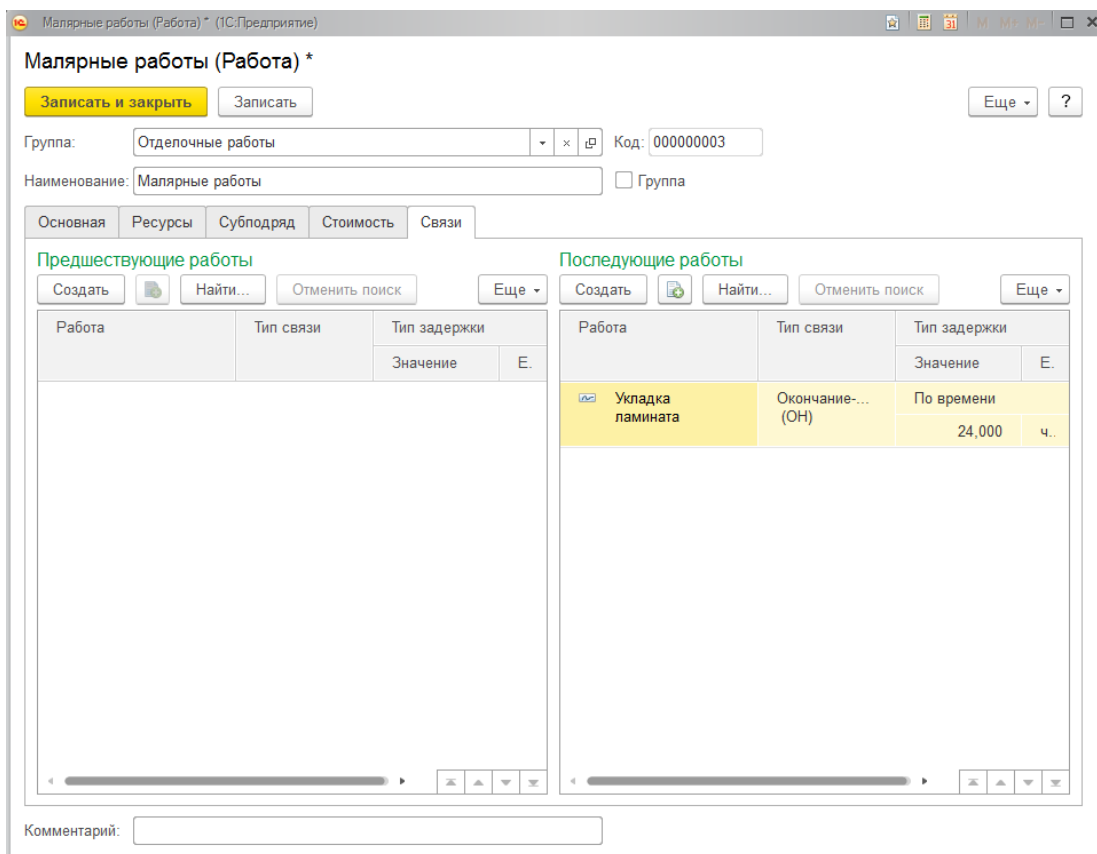 Малярные работы (Работа) * (1С:Предприятие)
31 M M+ M-
Малярные работы (Работа) *
Записать и закрыть Записать Еще ?
Группа: Отделочные работы Код: 000000003
Наименование: Малярные работы Группа
Основная Ресурсы Субподряд Стоимость Связи
Предшествующие работы
Создать Найти... Отменить поиск Еще
Работа Тип связи Тип задержки
Значение Е.
Последующие работы
Создать Найти... Отменить поиск Еще
Работа Тип связи Тип задержки
Значение Е.
Укладка Окончание-... По времени
ламината (ОН)
24,000 ч..
Комментарий: